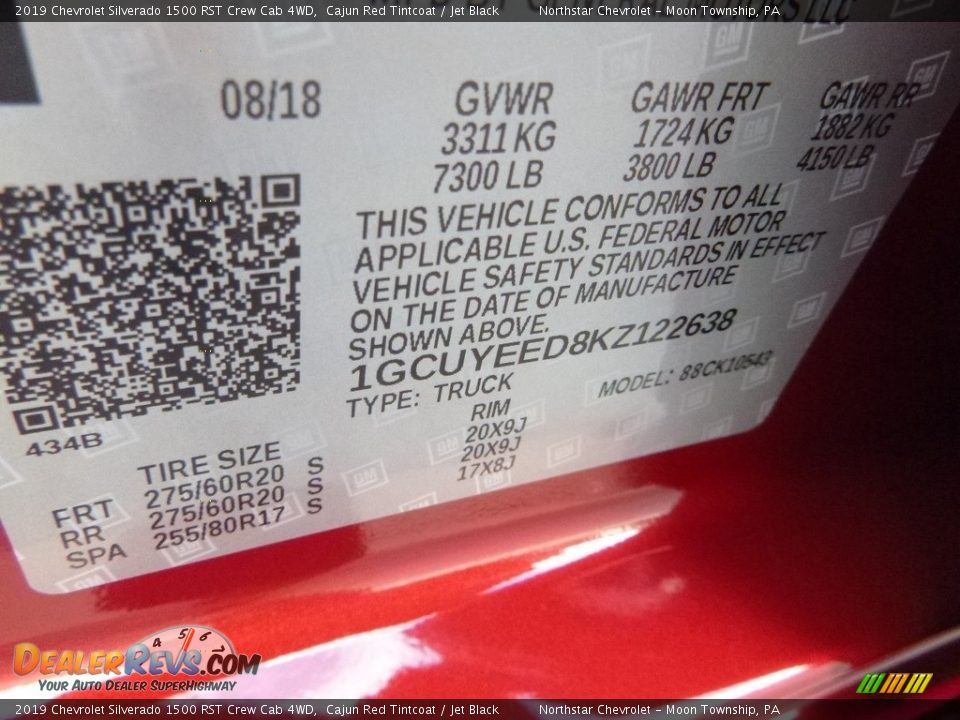 2019 Chevrolet Silverado 1500 RST Crew Cab 4WD, Cajun Red Tintcoat / Jet Black Northstar Chevrolet – Moon Township, PA
08/18 GVWR GAWR FRT GAWR RR
3311 KG 1724 KG 1882 KG
7300 LB 3800 LB 4150 LB
THIS VEHICLE CONFORMS TO ALL
APPLICABLE U.S. FEDERAL MOTOR
VEHICLE SAFETY STANDARDS IN EFFECT
ON THE DATE OF MANUFACTURE
SHOWN ABOVE.
1GCUYEED8KZ122638
TYPE: TRUCK MODEL: 88CK10543
434B
TIRE SIZE RIM
FRT 275/60R20 S 20X9J
RR 275/60R20 S 20X9J
SPA 255/80R17 S 17X8J
4 5 6
DEALERREVS.COM
YOUR AUTO DEALER SUPERHIGHWAY
2019 Chevrolet Silverado 1500 RST Crew Cab 4WD, Cajun Red Tintcoat / Jet Black Northstar Chevrolet – Moon Township, PA